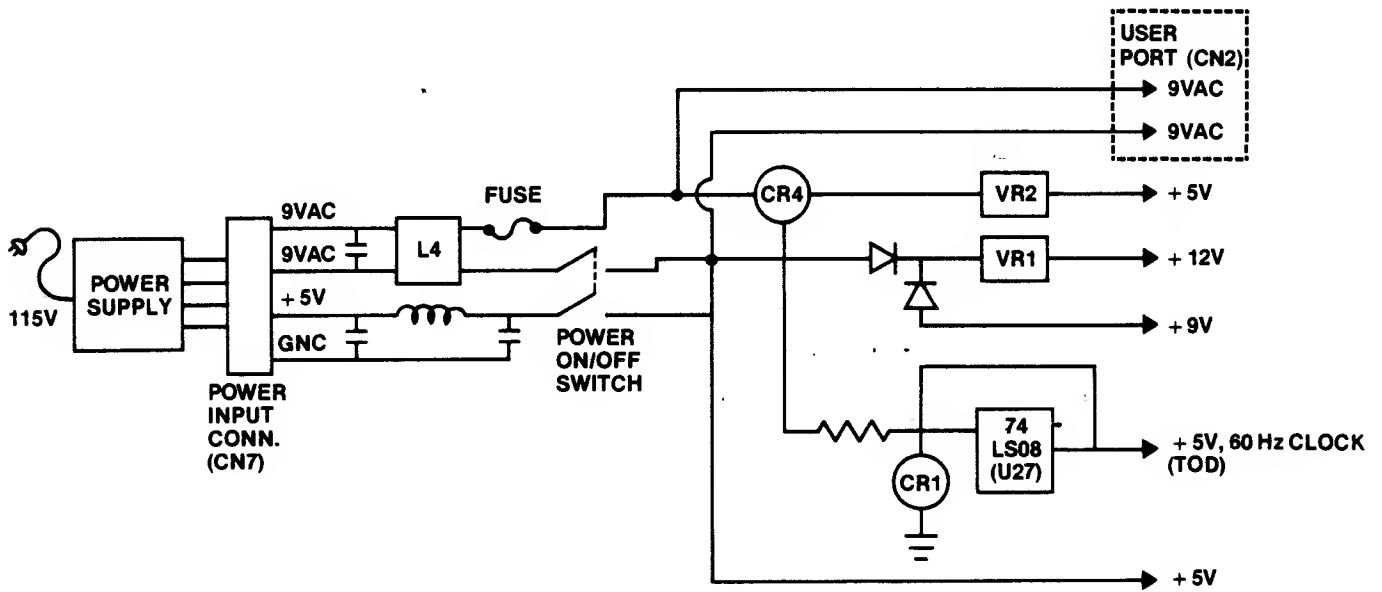 USER
PORT (CN2)
9VAC
9VAC
CR4
VR2
+ 5V
FUSE
9VAC
9VAC
L4
VR1
+ 12V
115V
POWER
SUPPLY
+ 5V
GNC
POWER
ON/OFF
SWITCH
+ 9V
POWER
INPUT
CONN.
(CN7)
74
LS08
(U27)
+ 5V, 60 Hz CLOCK
(TOD)
CR1
+ 5V